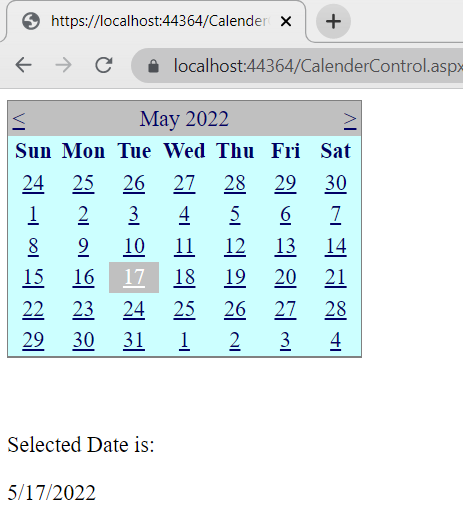 https://localhost:44364/Calender
localhost:44364/CalenderControl.aspx
< May 2022 >
Sun Mon Tue Wed Thu Fri Sat
24 25 26 27 28 29 30
1 2 3 4 5 6 7
8 9 10 11 12 13 14
15 16 17 18 19 20 21
22 23 24 25 26 27 28
29 30 31 1 2 3 4
Selected Date is:
5/17/2022